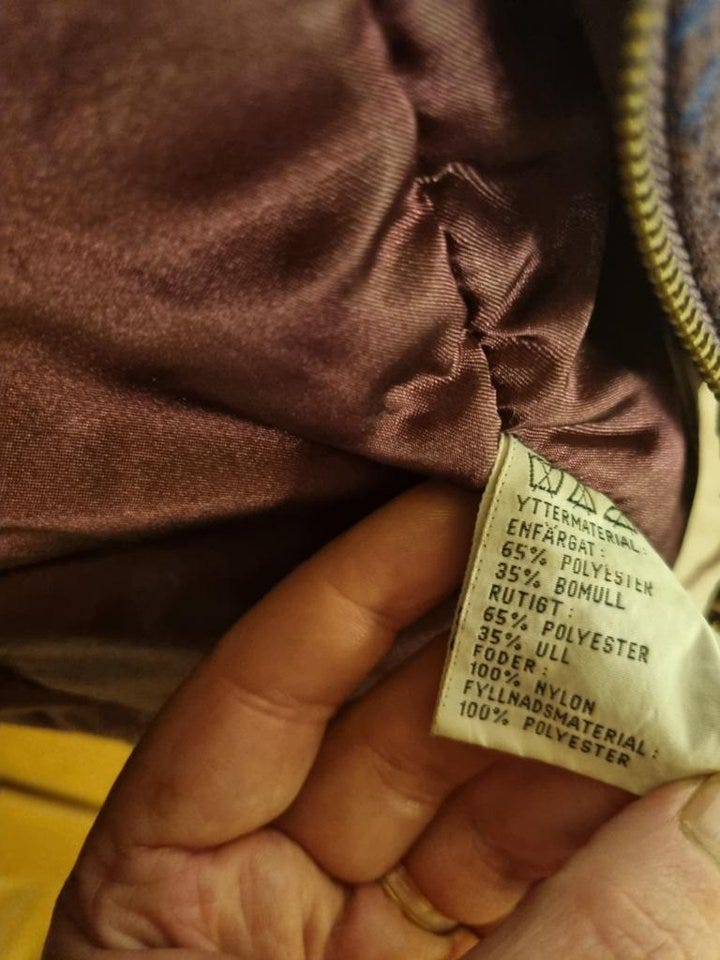 YTTERMATERIAL:
ENFÄRGAT:
65% POLYESTER
35% BOMULL
RUTIGT:
65% POLYESTER
35% ULL
FODER:
100% NYLON
FYLLNADSMATERIAL:
100% POLYESTER